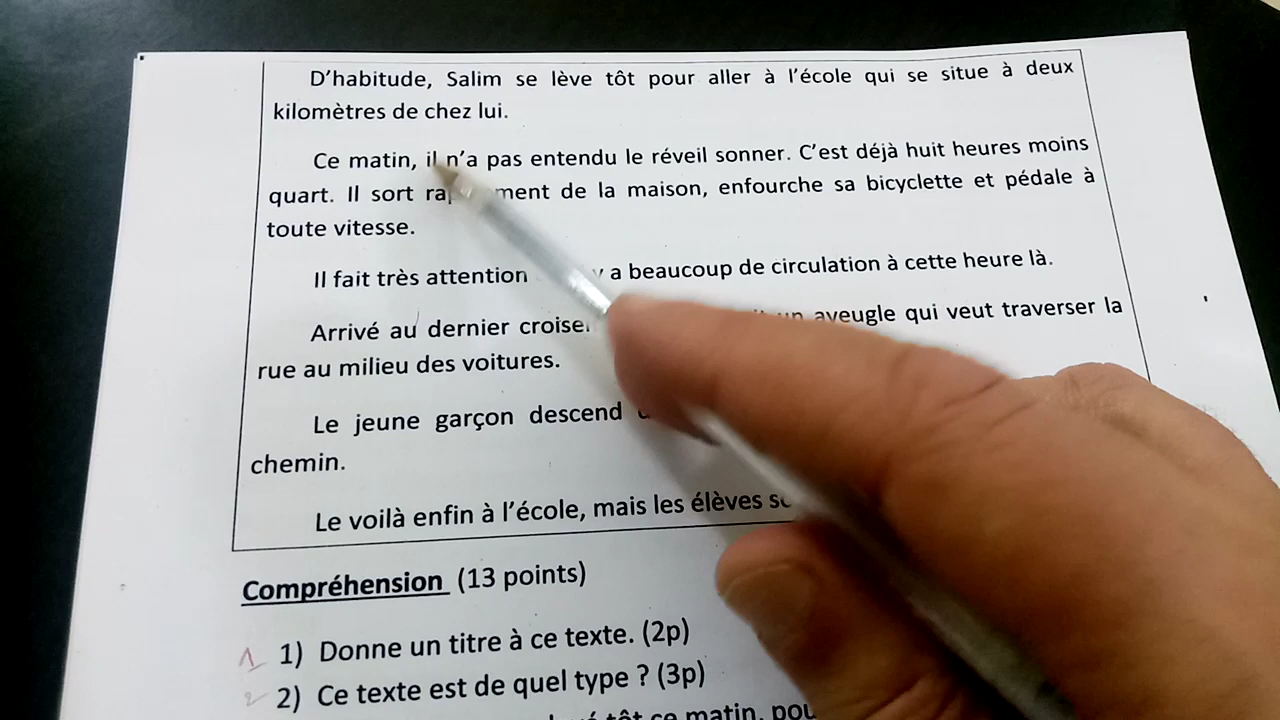 D'habitude, Salim se lève tôt pour aller à l'école qui se situe à deux
kilomètres de chez lui.
Ce matin, il n'a pas entendu le réveil sonner. C'est déjà huit heures moins
quart. Il sort de la maison, enfourche sa bicyclette et pédale à
toute vitesse.
Il fait très attention a beaucoup de circulation à cette heure là.
Arrivé au dernier un aveugle qui veut traverser la
rue au milieu des voitures.
Le jeune garçon descend
chemin.
Le voilà enfin à l'école, mais les élèves
Compréhension (13 points)
1) Donne un titre à ce texte. (2p)
2) Ce texte est de quel type ? (3p)
tôt ce matin,